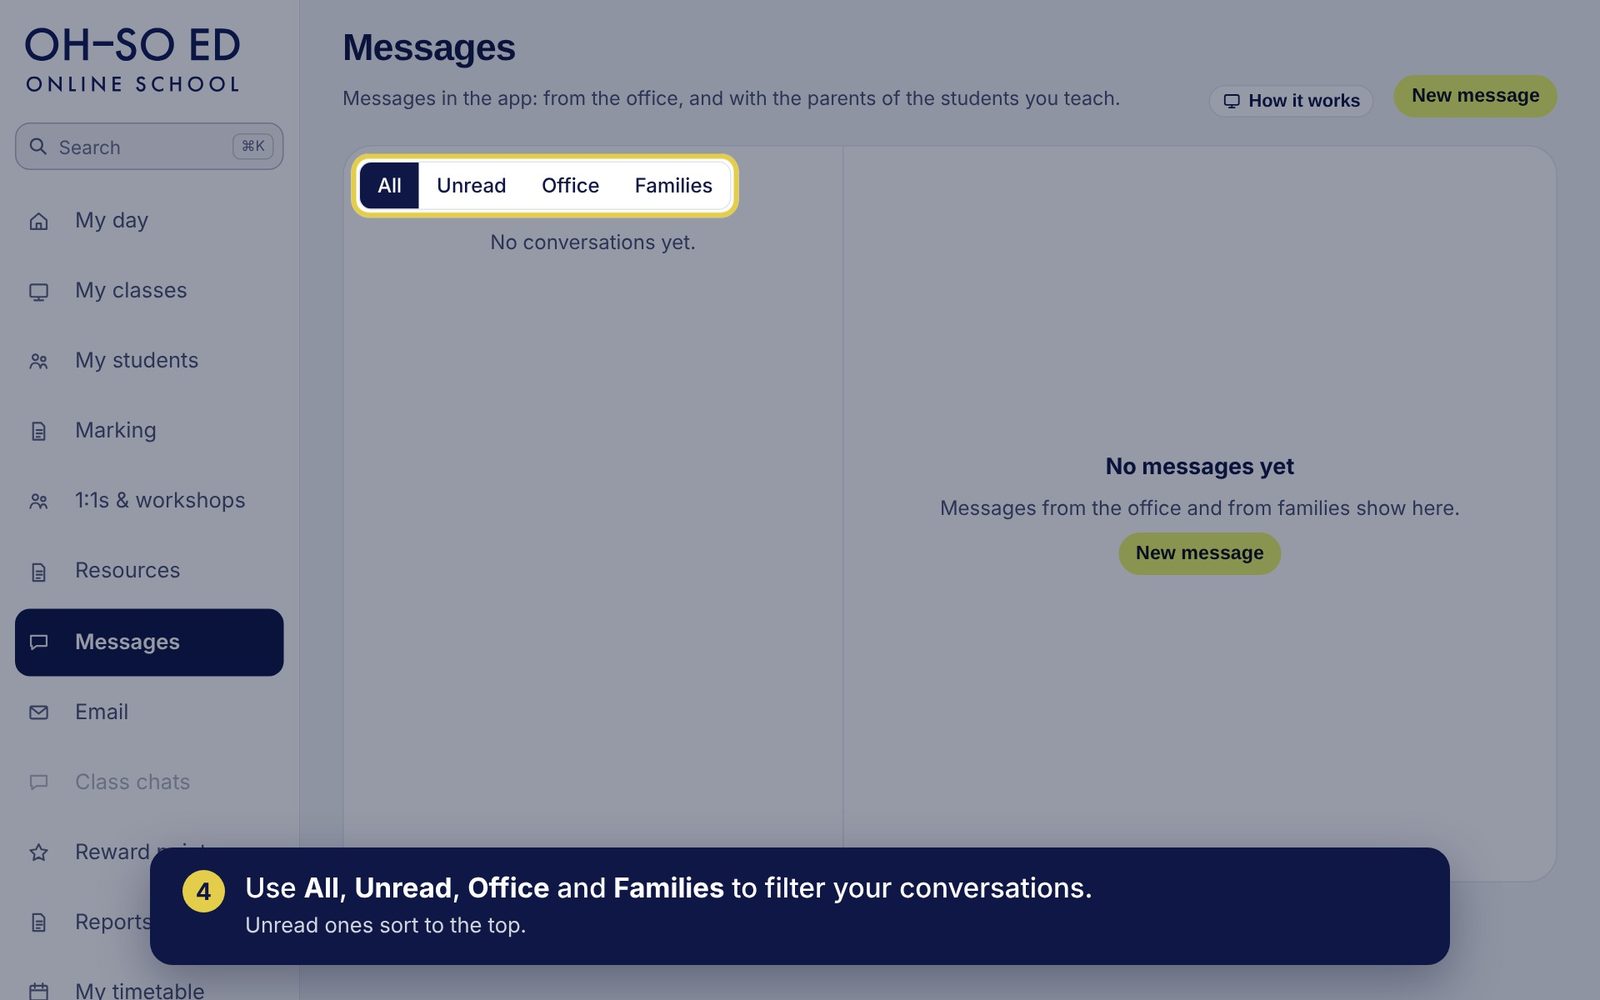 OH–SO ED
ONLINE SCHOOL
Search ⌘K
My day
My classes
My students
Marking
1:1s & workshops
Resources
Messages
Email
Class chats
Reward
Reports
My timetable
Messages
Messages in the app: from the office, and with the parents of the students you teach.
How it works
New message
All Unread Office Families
No conversations yet.
No messages yet
Messages from the office and from families show here.
New message
4 Use All, Unread, Office and Families to filter your conversations.
Unread ones sort to the top.